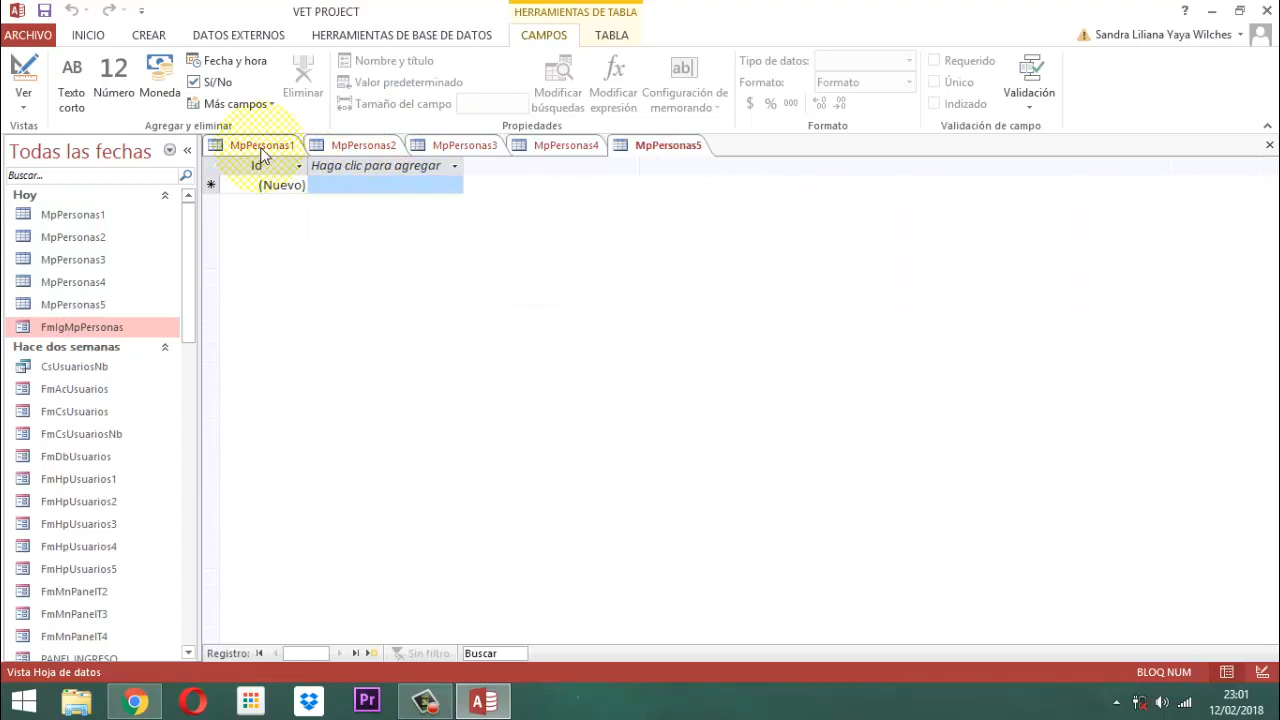 VET PROJECT
HERRAMIENTAS DE TABLA
ARCHIVO
INICIO
CREAR
DATOS EXTERNOS
HERRAMIENTAS DE BASE DE DATOS
CAMPOS
TABLA
Sandra Liliana Yaya Wilches
Ver
AB
Texto corto
12
Número
Moneda
Fecha y hora
Sí/No
Más campos
Eliminar
Nombre y título
Valor predeterminado
Tamaño del campo
Modificar búsquedas
fx
Modificar expresión
ab
Configuración de memorando
Tipo de datos:
Formato:
Formato
$ % 000
Requerido
Único
Indizado
Validación
Vistas
Agregar y eliminar
Propiedades
Formato
Validación de campo
Todas las fechas
Buscar...
Hoy
MpPersonas1
MpPersonas2
MpPersonas3
MpPersonas4
MpPersonas5
FmIgMpPersonas
Hace dos semanas
CsUsuariosNb
FmAcUsuarios
FmCsUsuarios
FmCsUsuariosNb
FmDbUsuarios
FmHpUsuarios1
FmHpUsuarios2
FmHpUsuarios3
FmHpUsuarios4
FmHpUsuarios5
FmMnPanelT2
FmMnPanelT3
FmMnPanelT4
PANEL INGRESO
MpPersonas1
MpPersonas2
MpPersonas3
MpPersonas4
MpPersonas5
Id
Haga clic para agregar
(Nuevo)
Registro:
Sin filtro
Buscar
Vista Hoja de datos
BLOQ NUM
Pr
23:01
12/02/2018